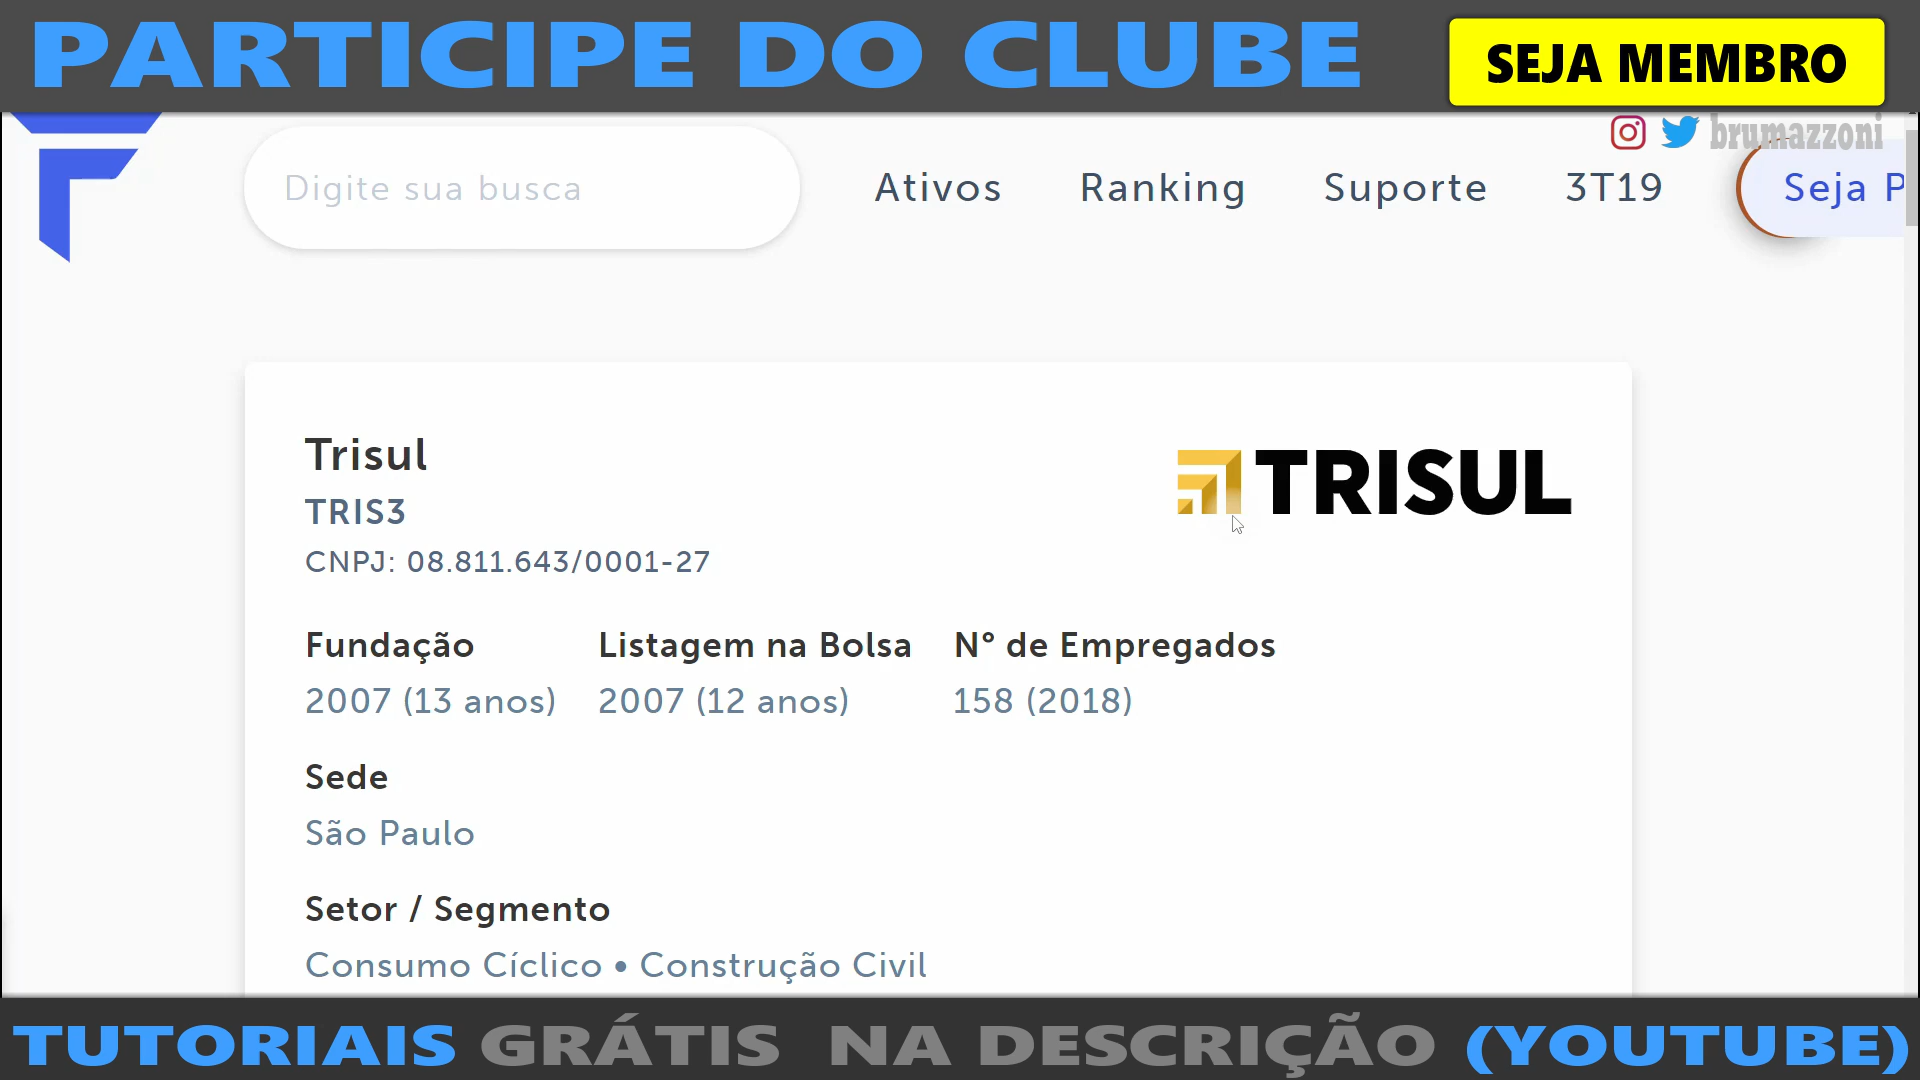 PARTICIPE DO CLUBE
SEJA MEMBRO
brumazzoni
Digite sua busca
Ativos
Ranking
Suporte
3T19
Seja P
Trisul
TRISUL
TRIS3
CNPJ: 08.811.643/0001-27
Fundação
Listagem na Bolsa
N° de Empregados
2007 (13 anos)
2007 (12 anos)
158 (2018)
Sede
São Paulo
Setor / Segmento
Consumo Cíclico • Construção Civil
TUTORIAIS GRÁTIS NA DESCRIÇÃO (YOUTUBE)